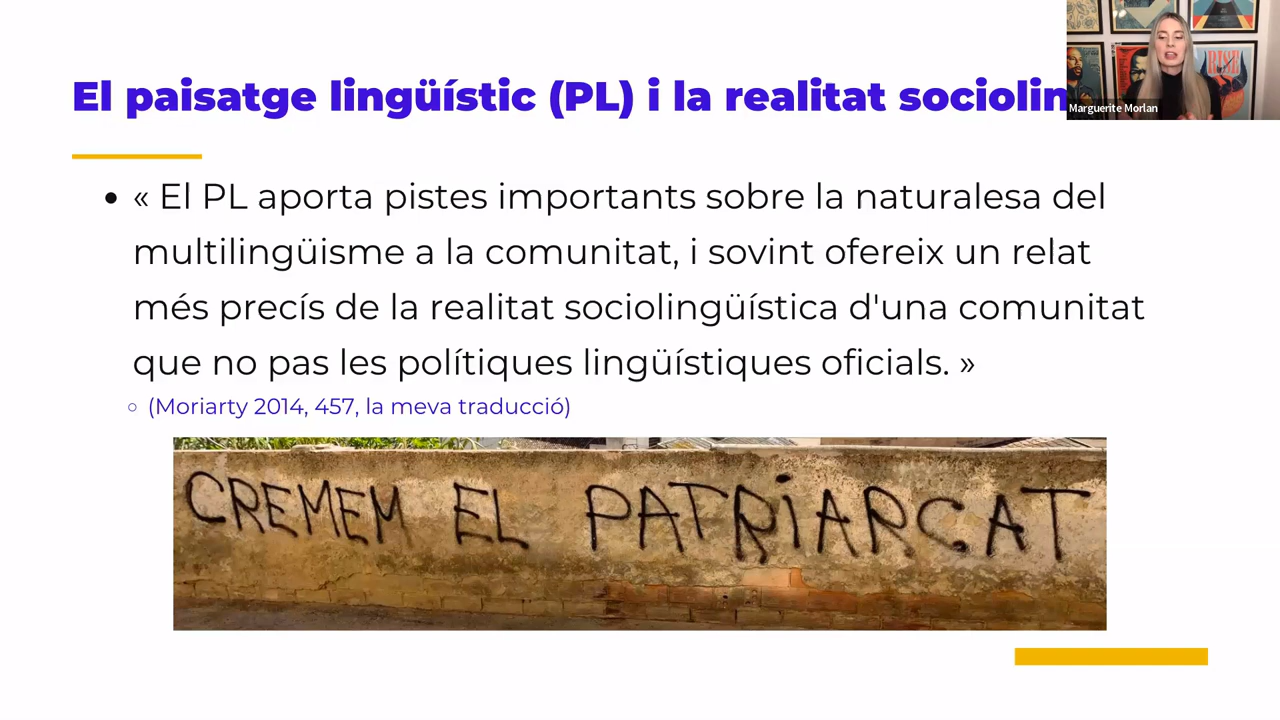 El paisatge lingüístic (PL) i la realitat sociolin
Marguerite Morlan
• « El PL aporta pistes importants sobre la naturalesa del
multilingüisme a la comunitat, i sovint ofereix un relat
més precís de la realitat sociolingüística d'una comunitat
que no pas les polítiques lingüístiques oficials. »
(Moriarty 2014, 457, la meva traducció)
CREMEM EL PATRiARCAT
RISE